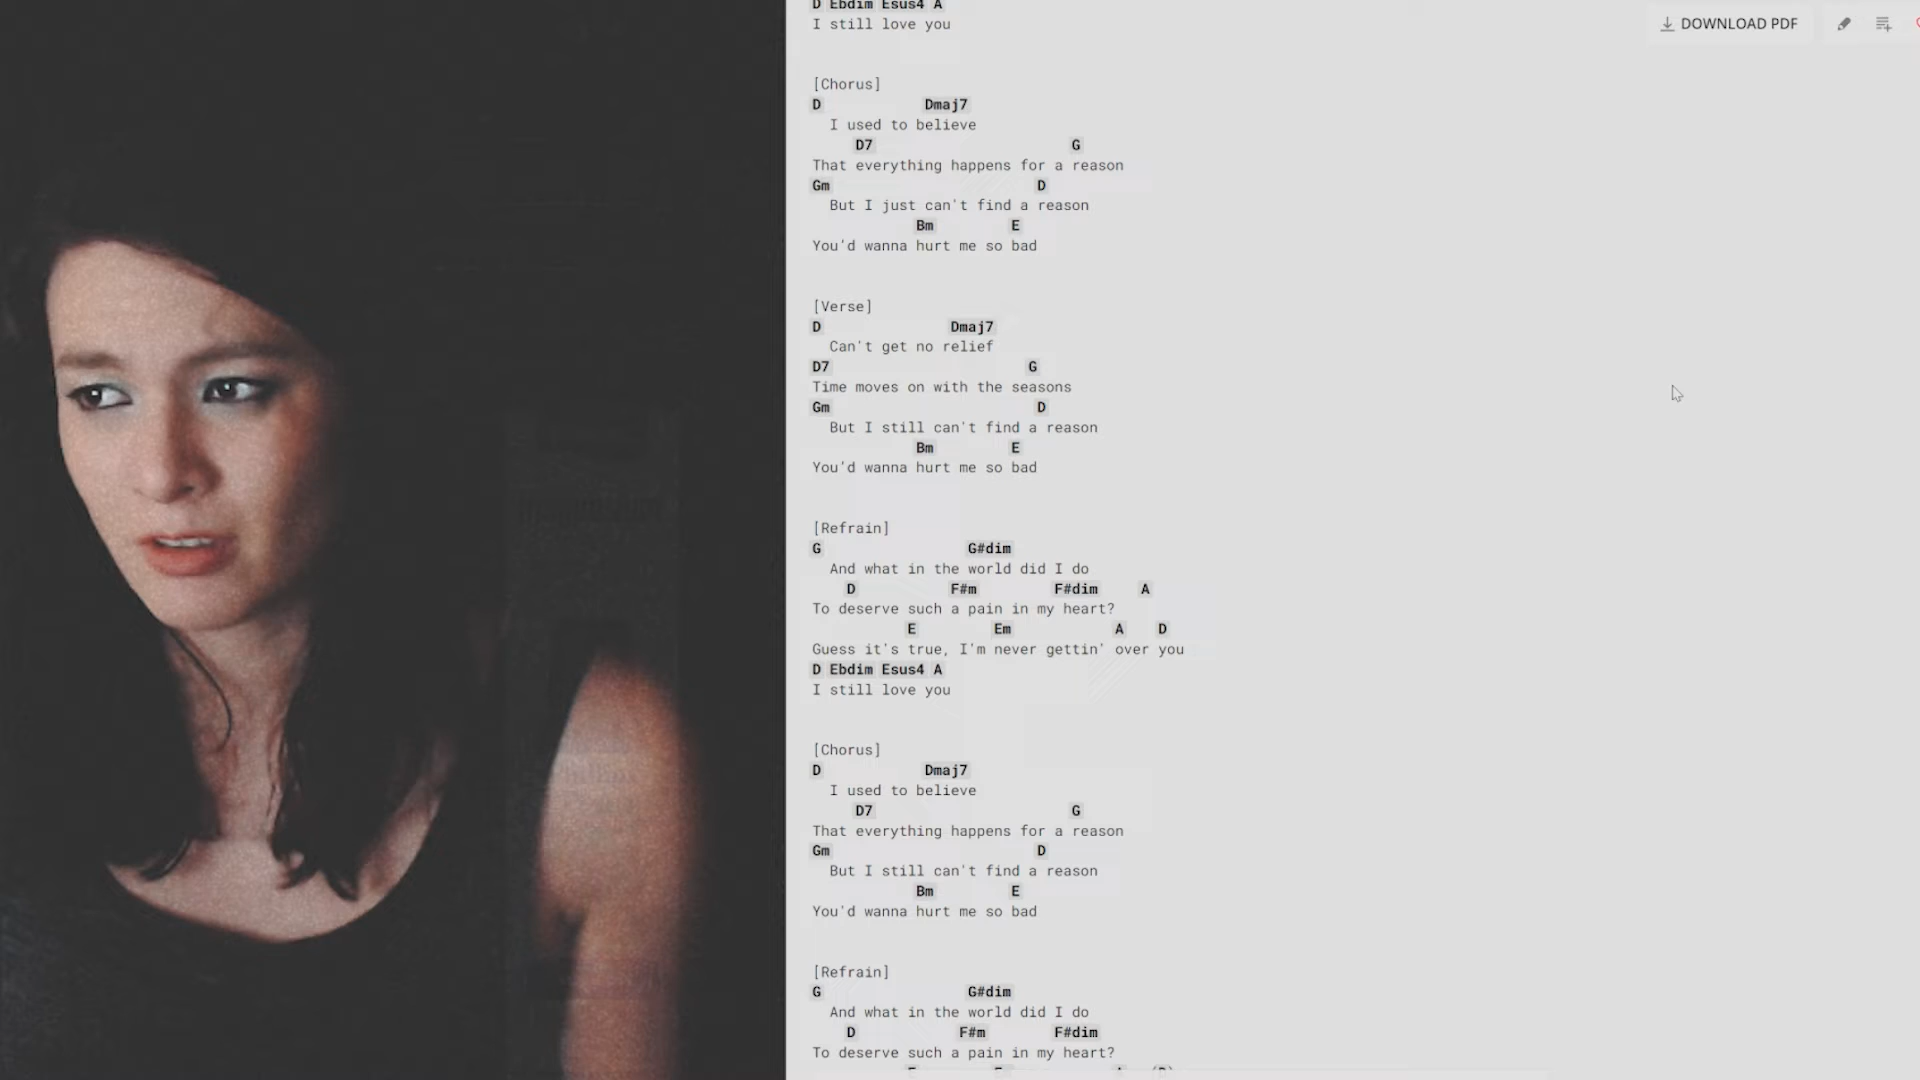 D Ebdim Esus4 A
I still love you
DOWNLOAD PDF
[Chorus]
D Dmaj7
I used to believe
D7 G
That everything happens for a reason
Gm D
But I just can't find a reason
Bm E
You'd wanna hurt me so bad
[Verse]
D Dmaj7
Can't get no relief
D7 G
Time moves on with the seasons
Gm D
But I still can't find a reason
Bm E
You'd wanna hurt me so bad
[Refrain]
G G#dim
And what in the world did I do
D F#m F#dim A
To deserve such a pain in my heart?
E Em A D
Guess it's true, I'm never gettin' over you
D Ebdim Esus4 A
I still love you
[Chorus]
D Dmaj7
I used to believe
D7 G
That everything happens for a reason
Gm D
But I still can't find a reason
Bm E
You'd wanna hurt me so bad
[Refrain]
G G#dim
And what in the world did I do
D F#m F#dim
To deserve such a pain in my heart?